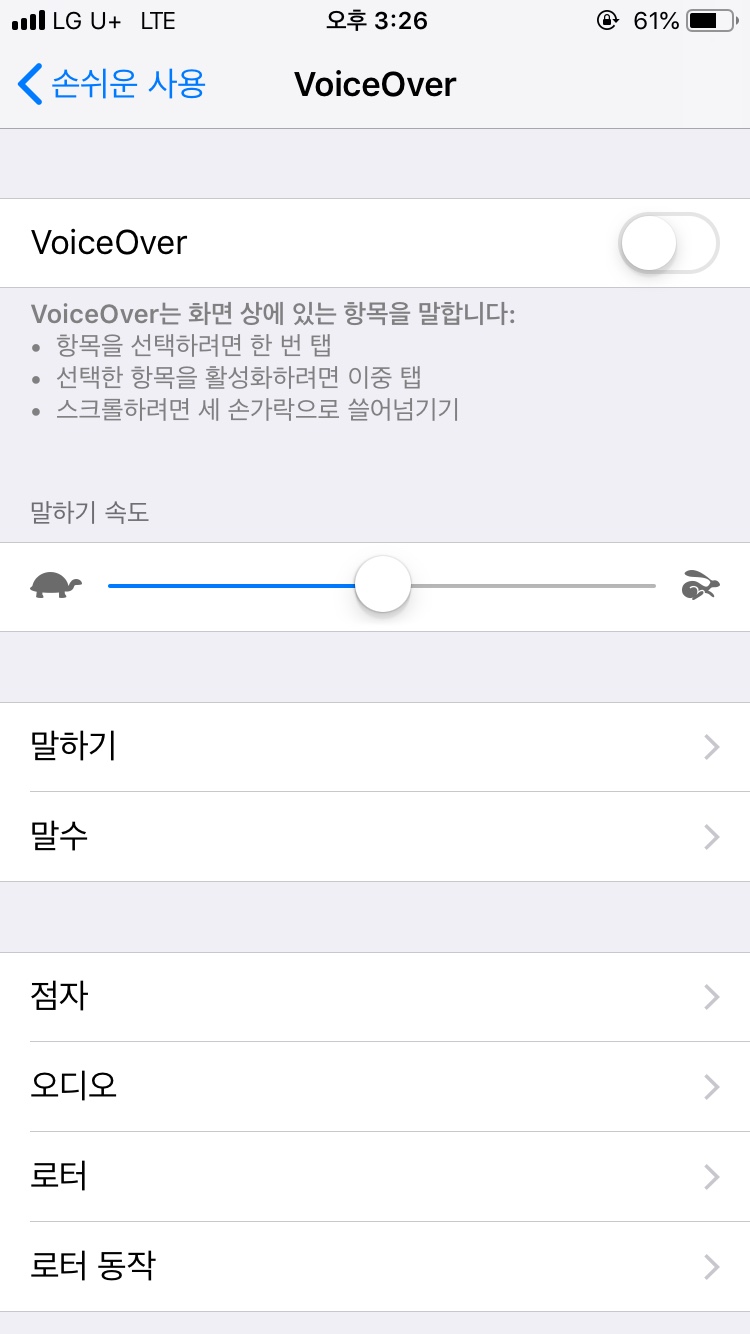 LG U+ LTE 오후 3:26 61%
손쉬운 사용 VoiceOver
VoiceOver
VoiceOver는 화면 상에 있는 항목을 말합니다:
• 항목을 선택하려면 한 번 탭
• 선택한 항목을 활성화하려면 이중 탭
• 스크롤하려면 세 손가락으로 쓸어넘기기
말하기 속도
말하기
말수
점자
오디오
로터
로터 동작